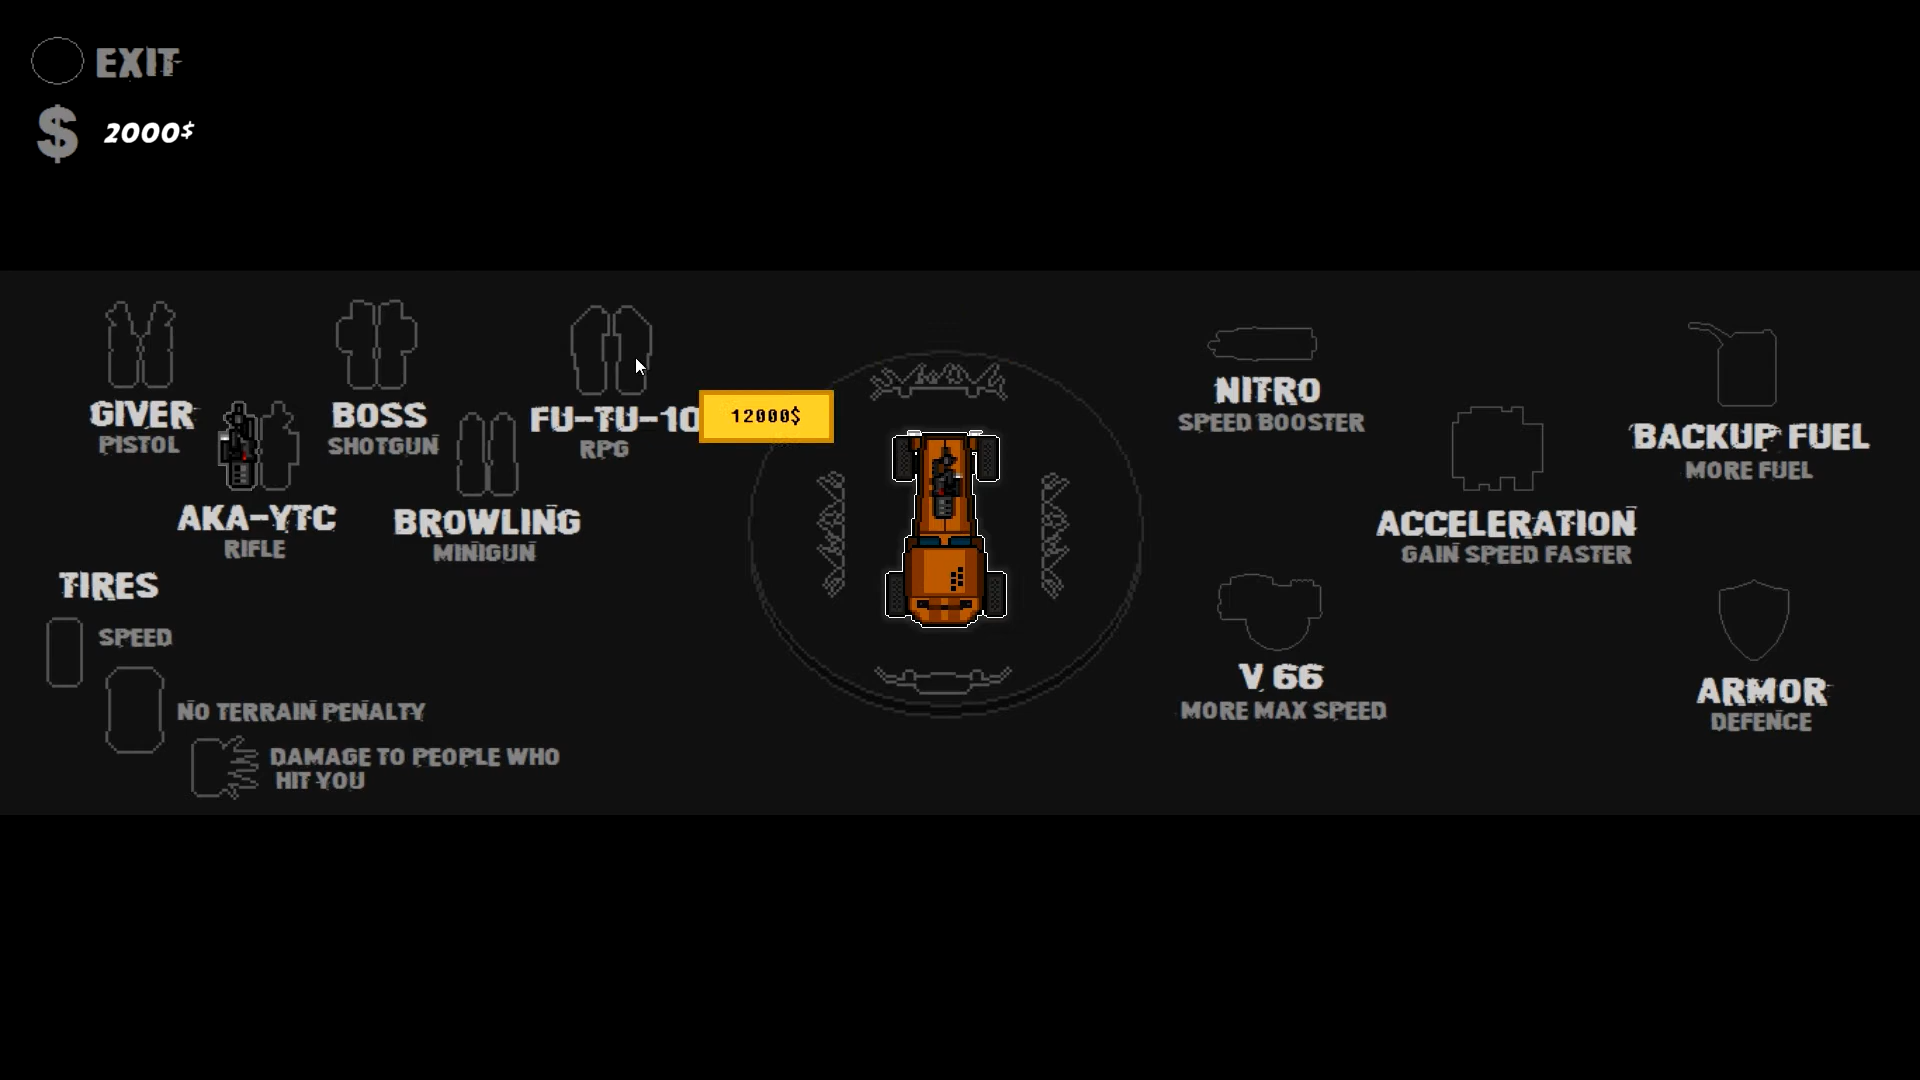 EXIT
$ 2000$
GIVER
PISTOL
BOSS
SHOTGUN
FU-TU-10
RPG
12000$
AKA-YTC
RIFLE
BROWLING
MINIGUN
TIRES
SPEED
NO TERRAIN PENALTY
DAMAGE TO PEOPLE WHO
HIT YOU
NITRO
SPEED BOOSTER
BACKUP FUEL
MORE FUEL
ACCELERATION
GAIN SPEED FASTER
V 66
MORE MAX SPEED
ARMOR
DEFENCE